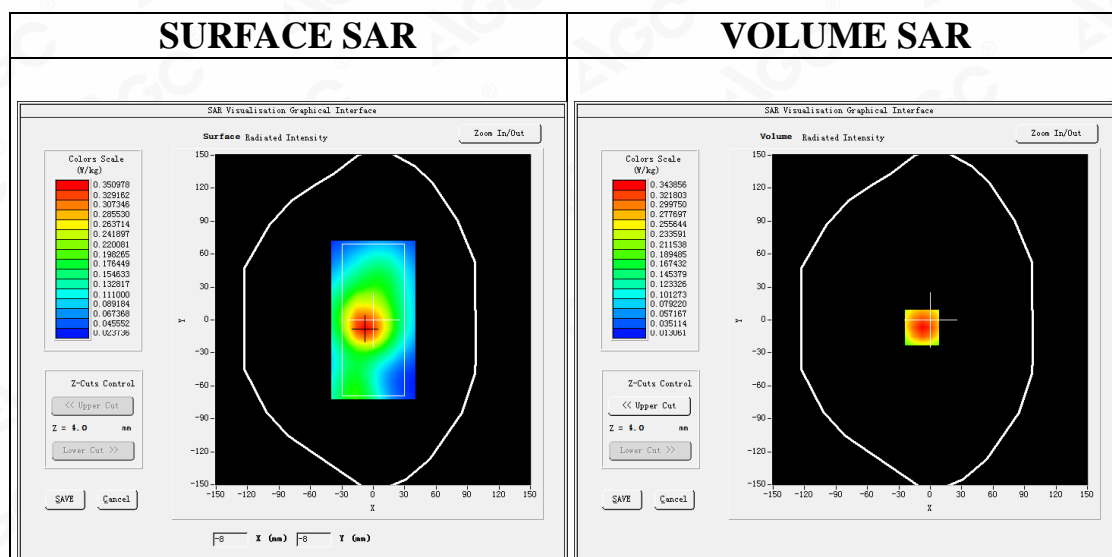 SURFACE SAR
VOLUME SAR
SAR Visualisation Graphical Interface
Surface Radiated Intensity
Zoom In/Out
Colors Scale
(W/kg)
0.350978
0.329162
0.307346
0.285530
0.263714
0.241897
0.220081
0.198265
0.176449
0.154633
0.132817
0.111000
0.089184
0.067368
0.045552
0.023736
150
120
90
60
30
0
-30
-60
-90
-120
-150
Y
-150 -120 -90 -60 -30 0 30 60 90 120 150
X
Z-Cuts Control
<< Upper Cut
Z = 4.0 mm
Lower Cut >>
SAVE
Cancel
-8 X (mm) -8 Y (mm)
SAR Visualisation Graphical Interface
Volume Radiated Intensity
Zoom In/Out
Colors Scale
(W/kg)
0.343856
0.321803
0.299750
0.277697
0.255644
0.233591
0.211538
0.189485
0.167432
0.145379
0.123326
0.101273
0.079220
0.057167
0.035114
0.013061
150
120
90
60
30
0
-30
-60
-90
-120
-150
Y
-150 -120 -90 -60 -30 0 30 60 90 120 150
X
Z-Cuts Control
<< Upper Cut
Z = 4.0 mm
Lower Cut >>
SAVE
Cancel